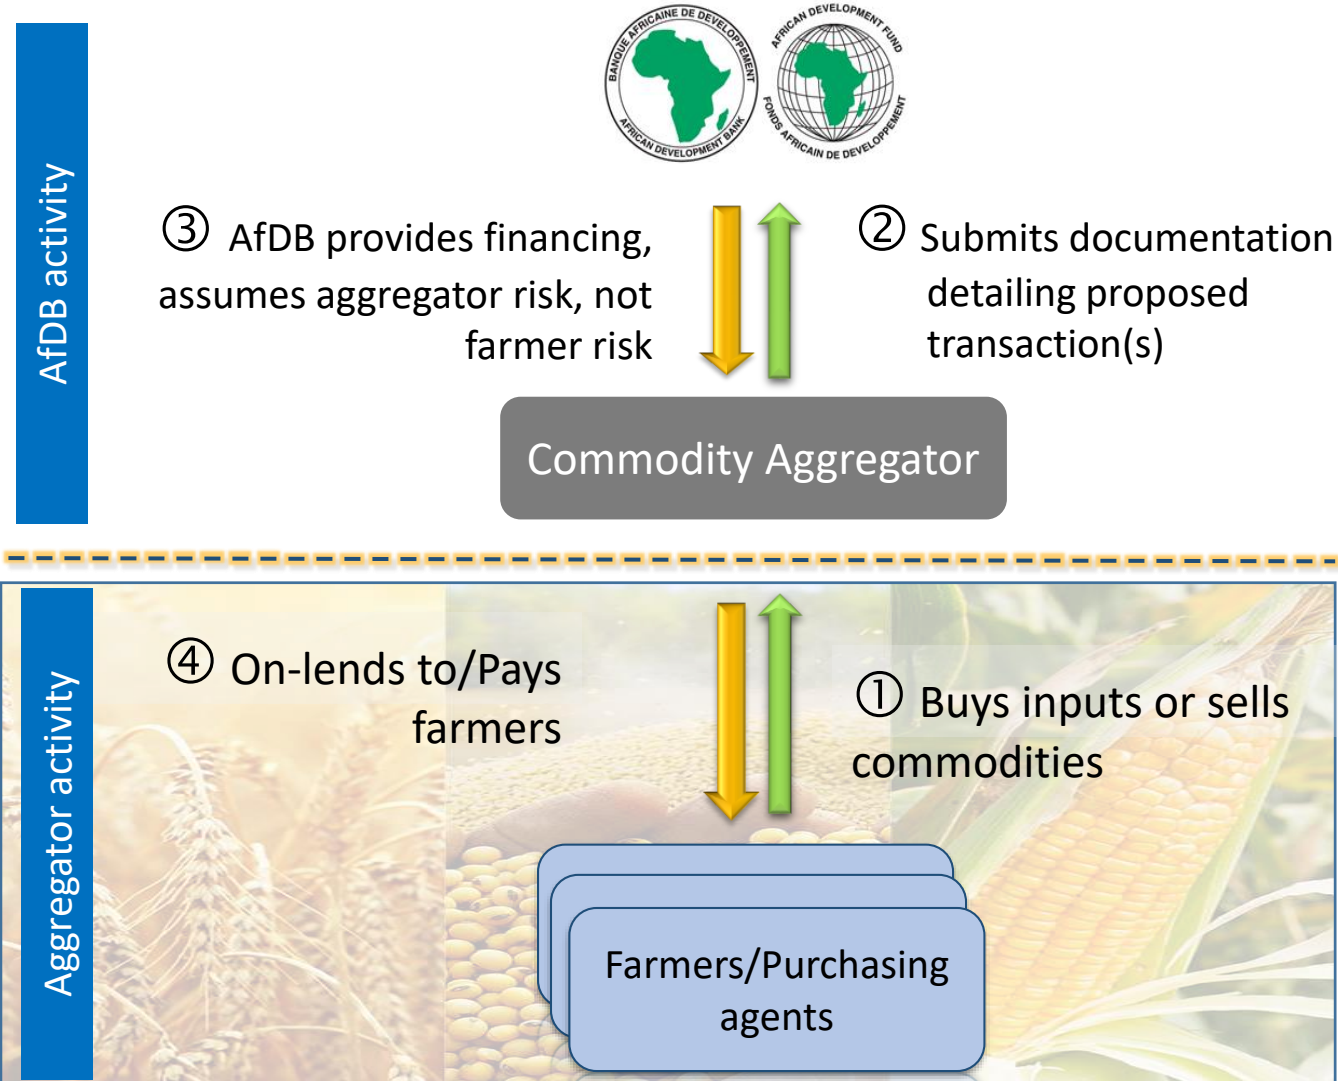 BANQUE AFRICAINE DE DEVELOPPEMENT
AFRICAN DEVELOPMENT BANK
AFRICAN DEVELOPMENT FUND
FONDS AFRICAIN DE DEVELOPPEMENT
AfDB activity
③ AfDB provides financing,
assumes aggregator risk, not
farmer risk
② Submits documentation
detailing proposed
transaction(s)
Commodity Aggregator
Aggregator activity
④ On-lends to/Pays
farmers
① Buys inputs or sells
commodities
Farmers/Purchasing
agents